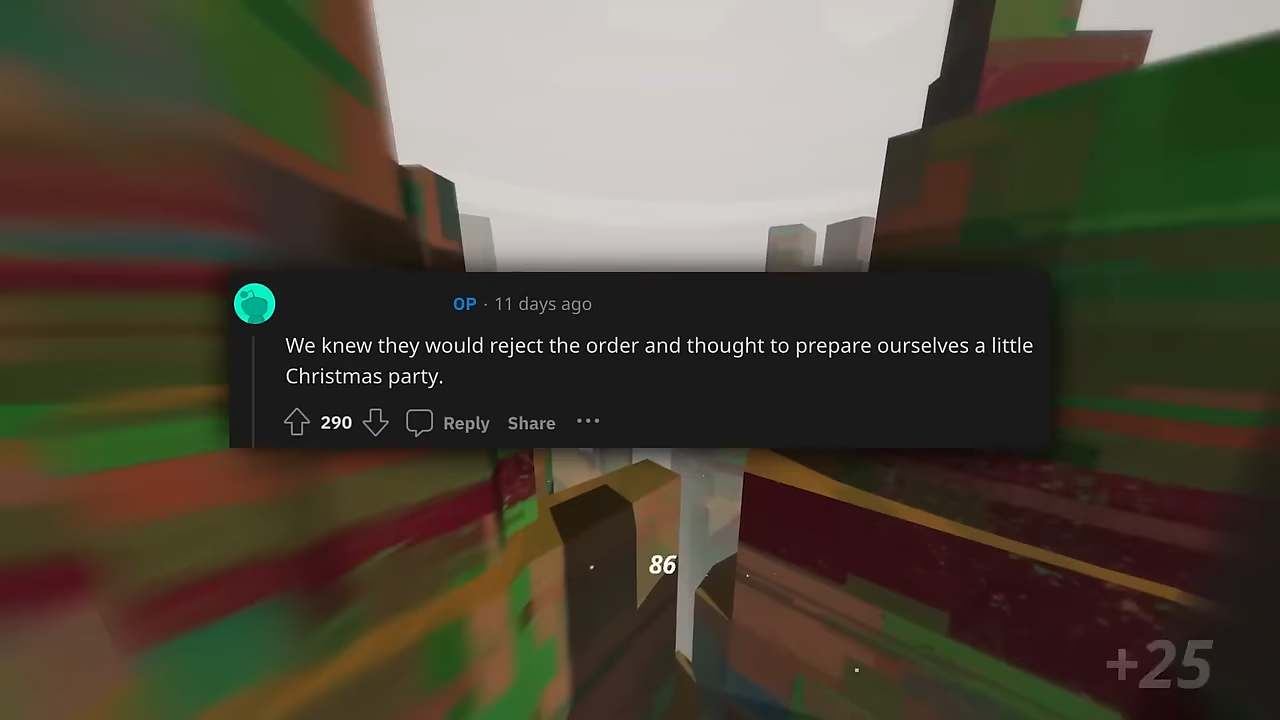 OP · 11 days ago
We knew they would reject the order and thought to prepare ourselves a little
Christmas party.
290 Reply Share ···
86
+25